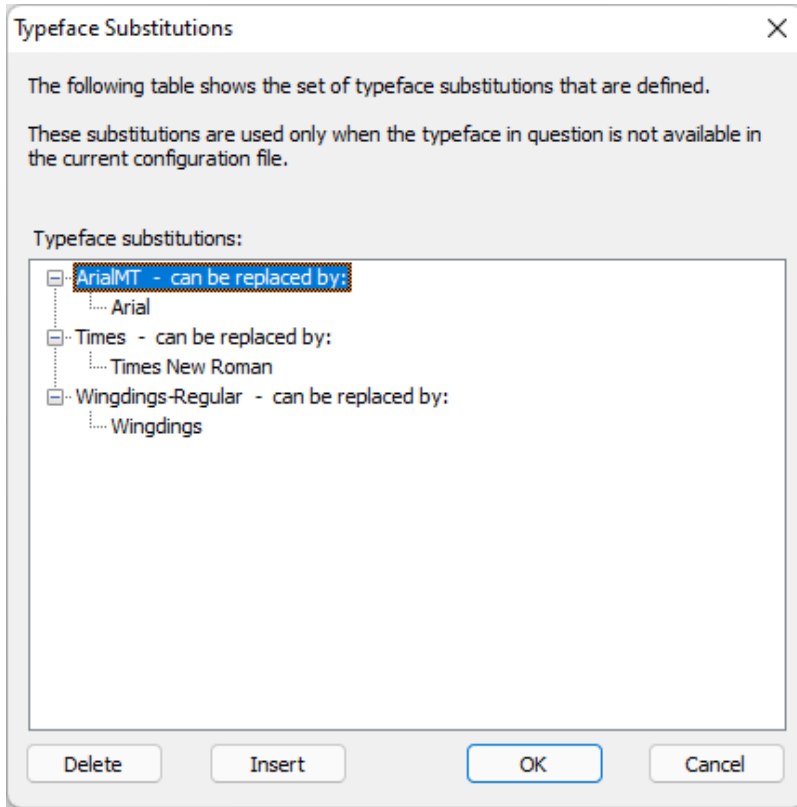 Typeface Substitutions
The following table shows the set of typeface substitutions that are defined.
These substitutions are used only when the typeface in question is not available in
the current configuration file.
Typeface substitutions:
ArialMT - can be replaced by:
Arial
Times - can be replaced by:
Times New Roman
Wingdings-Regular - can be replaced by:
Wingdings
Delete Insert OK Cancel